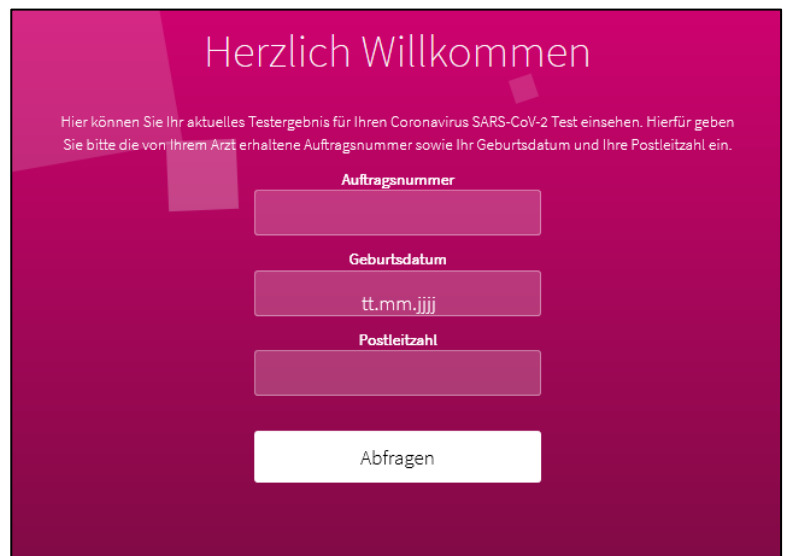 Herzlich Willkommen
Hier können Sie Ihr aktuelles Testergebnis für Ihren Coronavirus SARS-CoV-2 Test einsehen. Hierfür geben
Sie bitte die von Ihrem Arzt erhaltene Auftragsnummer sowie Ihr Geburtsdatum und Ihre Postleitzahl ein.
Auftragsnummer
Geburtsdatum
tt.mm.jjjj
Postleitzahl
Abfragen